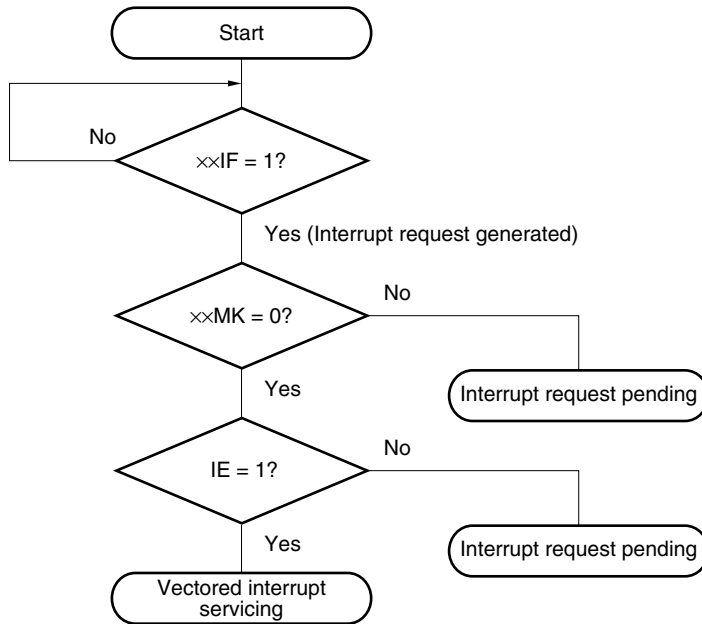 Start
No
××IF = 1?
Yes (Interrupt request generated)
××MK = 0?
No
Interrupt request pending
Yes
IE = 1?
No
Interrupt request pending
Yes
Vectored interrupt
servicing